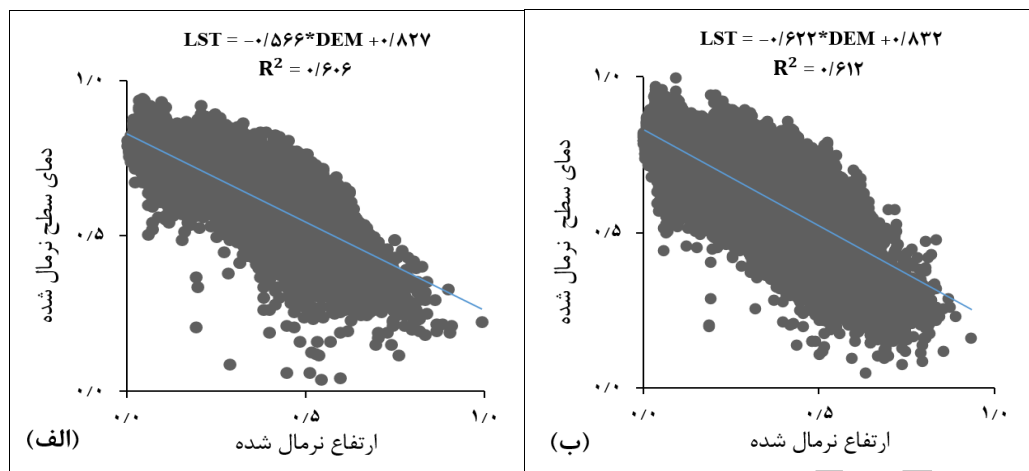 LST = −۰/۵۶۶*DEM +۰/۸۲۷
R² = ۰/۶۰۶
۱/۰
۰/۵
۰/۰
۰/۰
۰/۵
۱/۰
دمای سطح نرمال شده
ارتفاع نرمال شده
(الف)
LST = −۰/۶۲۲*DEM +۰/۸۳۲
R² = ۰/۶۱۲
۱/۰
۰/۵
۰/۰
۰/۰
۰/۵
۱/۰
دمای سطح نرمال شده
ارتفاع نرمال شده
(ب)